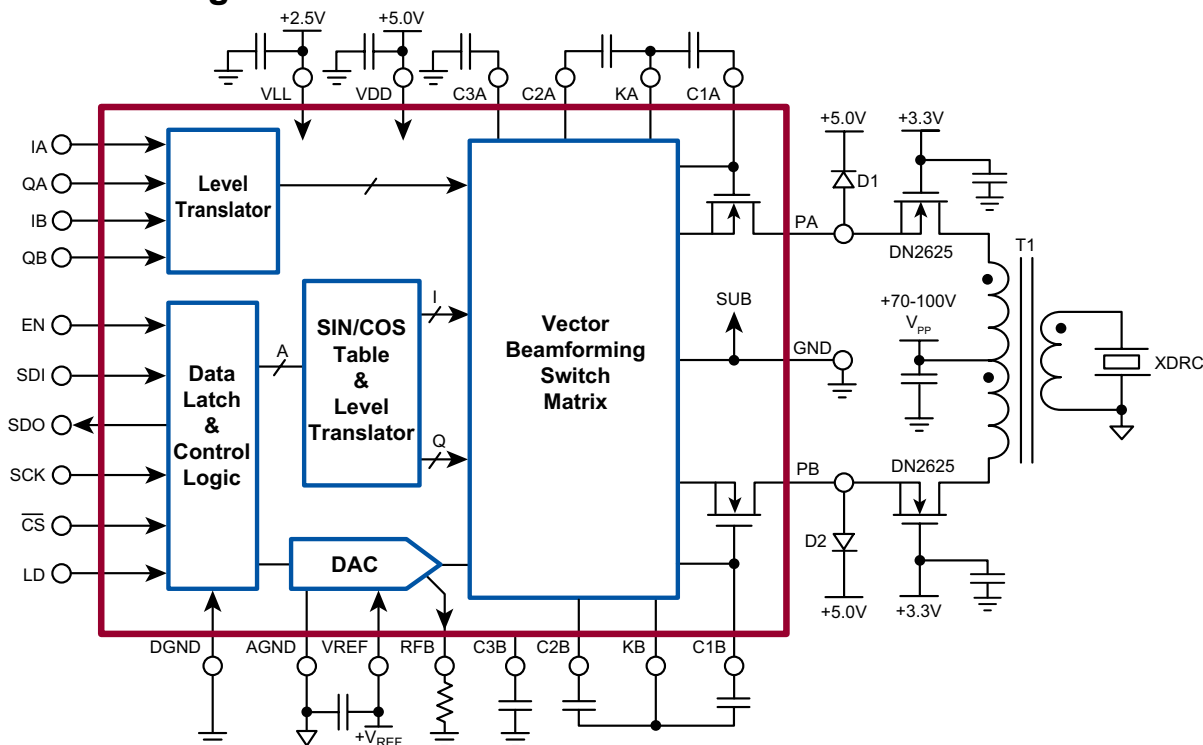 +2.5V
+5.0V
VLL
VDD
C3A
C2A
KA
C1A
IA
QA
IB
QB
Level
Translator
+5.0V
+3.3V
D1
PA
DN2625
T1
EN
SDI
SDO
SCK
CS
LD
Data
Latch
&
Control
Logic
A
SIN/COS
Table
&
Level
Translator
I
Q
Vector
Beamforming
Switch
Matrix
SUB
GND
+70-100V
VPP
XDRC
DAC
PB
DN2625
D2
+5.0V
+3.3V
DGND
AGND
VREF
RFB
C3B
C2B
KB
C1B
+VREF